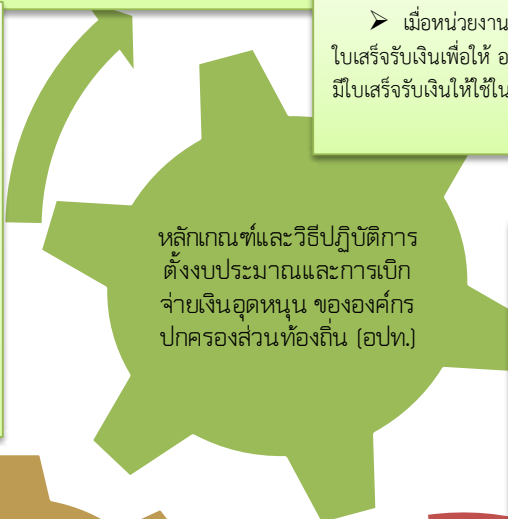 ➤ เมื่อหน่วยงาน
ใบเสร็จรับเงินเพื่อให้ อ
มีใบเสร็จรับเงินให้ใช้ใน
หลักเกณฑ์และวิธีปฏิบัติการ
ตั้งงบประมาณและการเบิก
จ่ายเงินอุดหนุน ขององค์กร
ปกครองส่วนท้องถิ่น (อปท.)